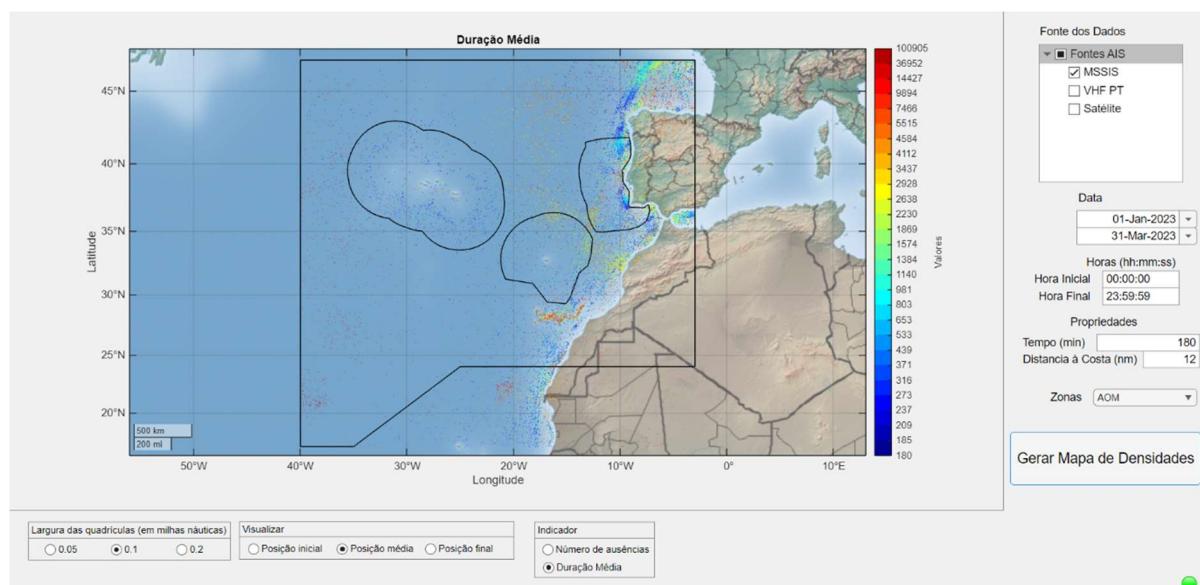 Duração Média
45°N
40°N
35°N
30°N
25°N
20°N
Latitude
500 km
200 mi
50°W
40°W
30°W
20°W
10°W
0°
10°E
Longitude
100905
36952
14427
9894
7466
5515
4584
4112
3437
2928
2638
2230
1869
1574
1384
1140
981
803
653
533
439
371
316
273
237
209
185
180
Valores
Fonte dos Dados
Fontes AIS
MSSIS
VHF PT
Satélite
Data
01-Jan-2023
31-Mar-2023
Horas (hh:mm:ss)
Hora Inicial 00:00:00
Hora Final 23:59:59
Propriedades
Tempo (min) 180
Distancia à Costa (nm) 12
Zonas AOM
Gerar Mapa de Densidades
Largura das quadrículas (em milhas náuticas)
0.05 0.1 0.2
Visualizar
Posição inicial Posição média Posição final
Indicador
Número de ausências
Duração Média